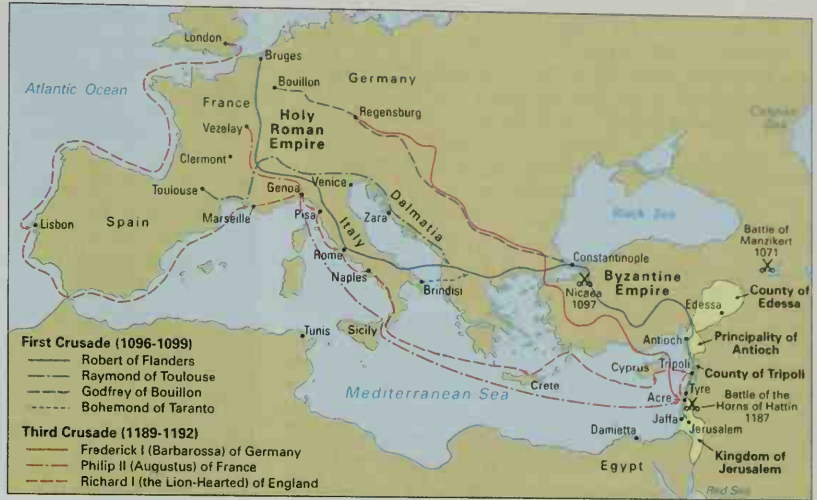 London
Bruges
Bouillon
Germany
Atlantic Ocean
France
Regensburg
Caspian
Sea
Vezelay
Holy
Roman
Empire
Clermont
Toulouse
Genoa
Venice
Dalmatia
Black Sea
Lisbon
Spain
Marseille
Pisa
Zara
Italy
Battle of
Manzikert
1071
Rome
Constantinople
Naples
Brindisi
Nicaea
1097
Byzantine
Empire
County of
Edessa
Edessa
Tunis
Sicily
Antioch
Principality of
Antioch
Cyprus
Tripoli
County of Tripoli
Crete
Tyre
Mediterranean Sea
Acre
Battle of the
Horns of Hattin
1187
Jaffa
Jerusalem
Damietta
Kingdom of
Jerusalem
Egypt
Red Sea
First Crusade (1096-1099)
Robert of Flanders
Raymond of Toulouse
Godfrey of Bouillon
Bohemond of Taranto
Third Crusade (1189-1192)
Frederick I (Barbarossa) of Germany
Philip II (Augustus) of France
Richard I (the Lion-Hearted) of England